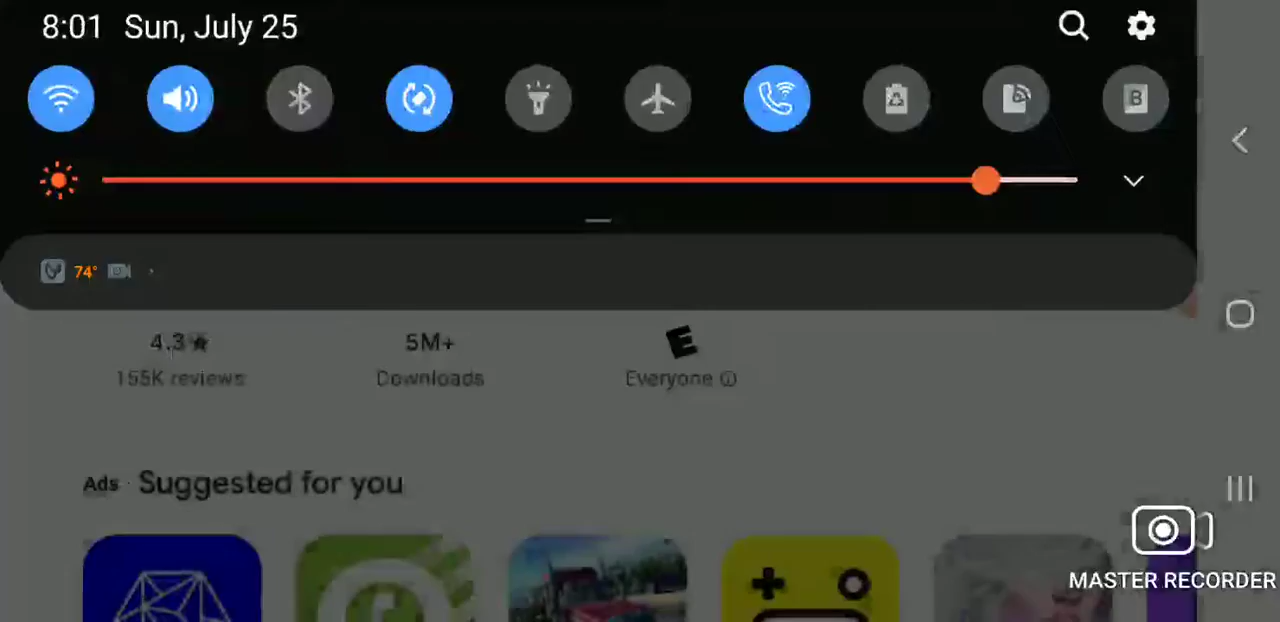 8:01 Sun, July 25
B
74°
4.3★ 5M+ E
155K reviews Downloads Everyone ⓘ
Ads · Suggested for you
MASTER RECORDER